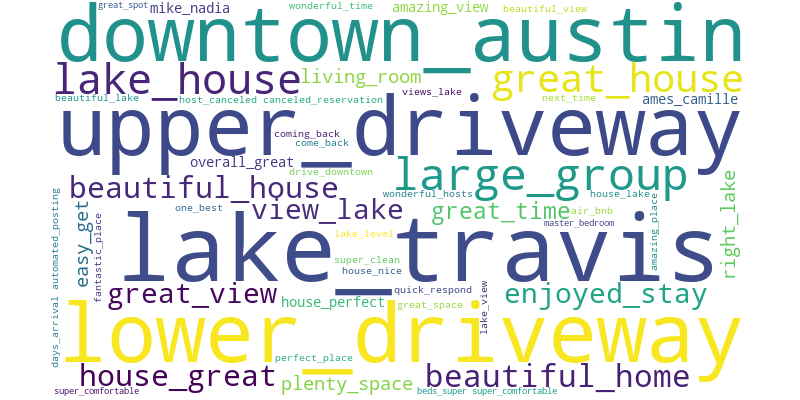 great_spot
mike_nadia
wonderful_time
amazing_view
beautiful_view
downtown_austin
lake_house
living_room
great_house
beautiful_lake
host_canceled canceled_reservation
views_lake
next_time
ames_camille
upper_driveway
coming_back
come_back
overall_great
drive_downtown
large_group
beautiful_house
wonderful_hosts
house_lake
right_lake
easy_get
one_best
view_lake
great_time
air_bnb
master_bedroom
amazing_place
days_arrival automated_posting
fantastic_place
lake_travis
lake_level
super_clean
house_nice
great_view
house_perfect
quick_respond
great_space
lake_view
enjoyed_stay
lower_driveway
perfect_place
house_great
plenty_space
beautiful_home
super_comfortable
beds_super super_comfortable